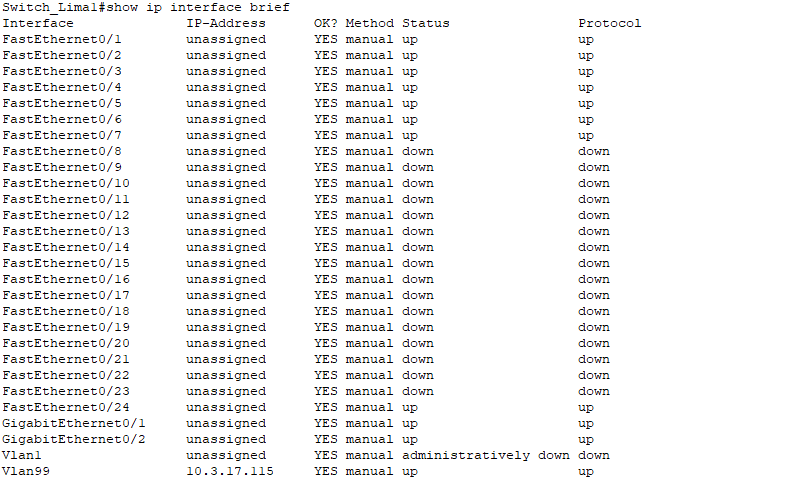 Switch_Lima1#show ip interface brief
Interface IP-Address OK? Method Status Protocol
FastEthernet0/1 unassigned YES manual up up
FastEthernet0/2 unassigned YES manual up up
FastEthernet0/3 unassigned YES manual up up
FastEthernet0/4 unassigned YES manual up up
FastEthernet0/5 unassigned YES manual up up
FastEthernet0/6 unassigned YES manual up up
FastEthernet0/7 unassigned YES manual up up
FastEthernet0/8 unassigned YES manual down down
FastEthernet0/9 unassigned YES manual down down
FastEthernet0/10 unassigned YES manual down down
FastEthernet0/11 unassigned YES manual down down
FastEthernet0/12 unassigned YES manual down down
FastEthernet0/13 unassigned YES manual down down
FastEthernet0/14 unassigned YES manual down down
FastEthernet0/15 unassigned YES manual down down
FastEthernet0/16 unassigned YES manual down down
FastEthernet0/17 unassigned YES manual down down
FastEthernet0/18 unassigned YES manual down down
FastEthernet0/19 unassigned YES manual down down
FastEthernet0/20 unassigned YES manual down down
FastEthernet0/21 unassigned YES manual down down
FastEthernet0/22 unassigned YES manual down down
FastEthernet0/23 unassigned YES manual down down
FastEthernet0/24 unassigned YES manual up up
GigabitEthernet0/1 unassigned YES manual up up
GigabitEthernet0/2 unassigned YES manual up up
Vlan1 unassigned YES manual administratively down down
Vlan99 10.3.17.115 YES manual up up